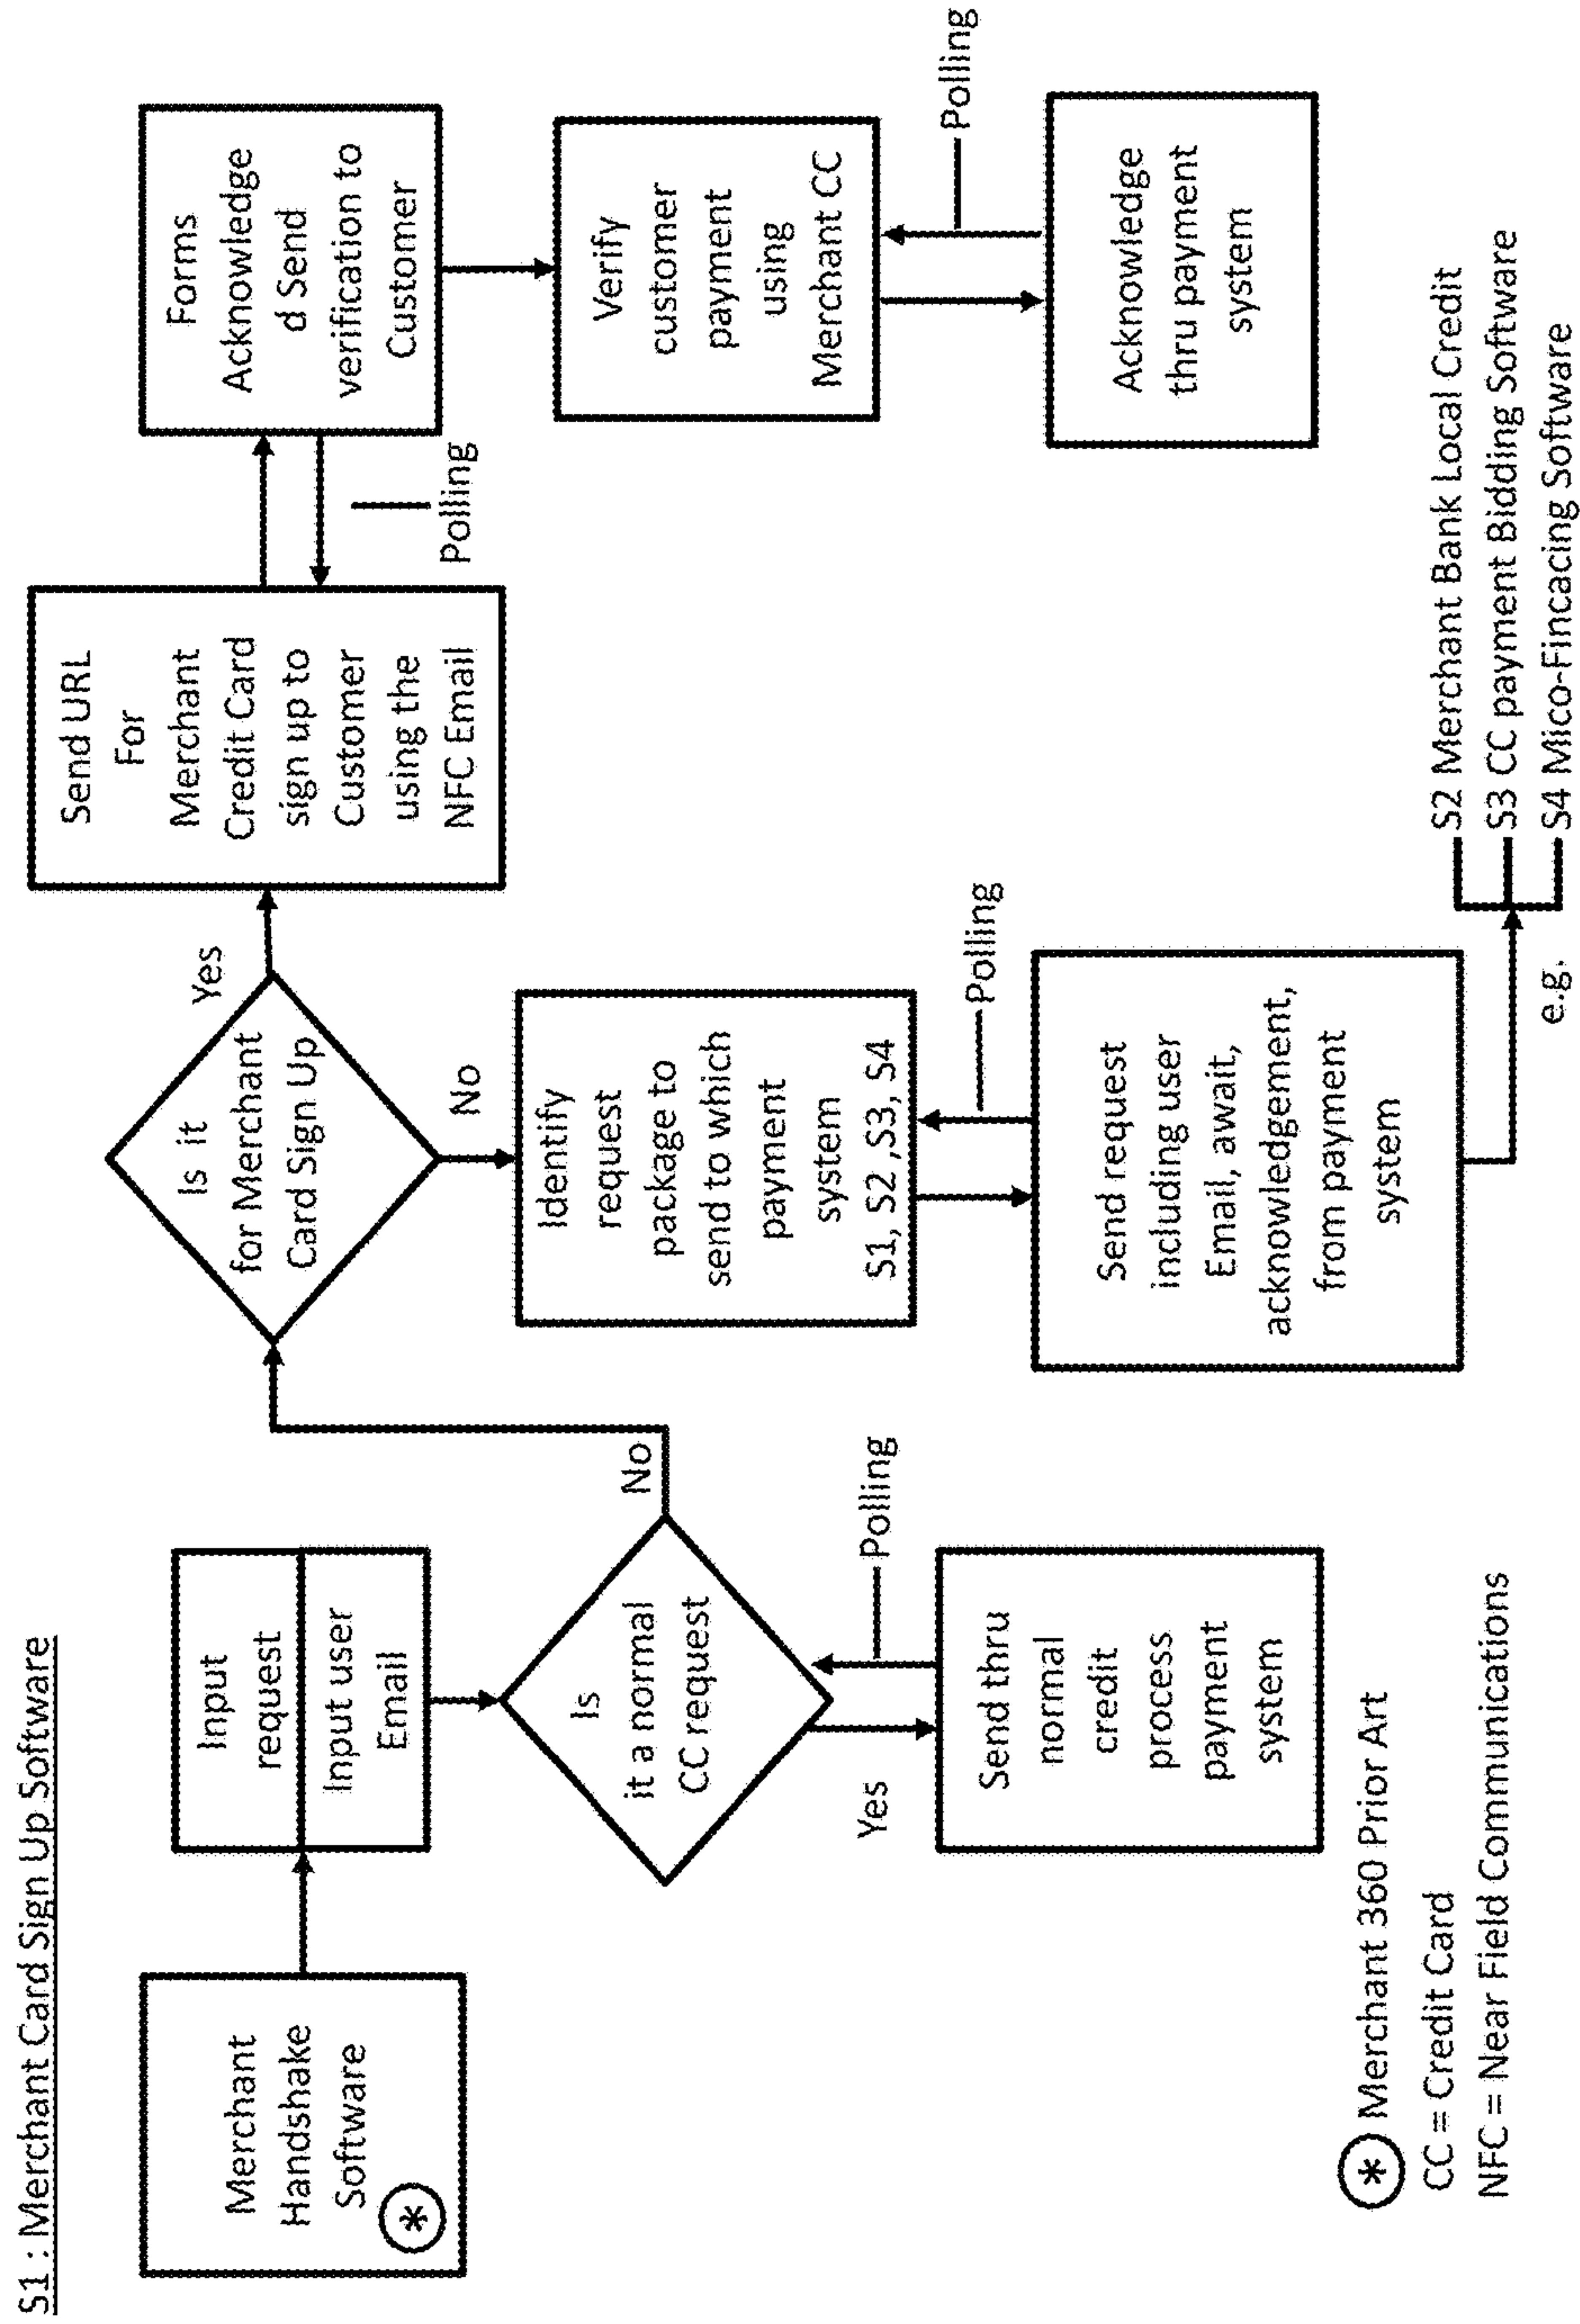 S1 : Merchant Card Sign Up Software
Merchant
Handshake
Software
*
Input
request
Input user
Email
Is
it a normal
CC request
Yes
No
Polling
Send thru
normal
credit
process
payment
system
Is it
for Merchant
Card Sign Up
Yes
No
Identify
request
package to
send to which
payment
system
S1, S2 ,S3, S4
Polling
Send request
including user
Email, await,
acknowledgement,
from payment
system
e.g.
S2 Merchant Bank Local Credit
S3 CC payment Bidding Software
S4 Mico-Fincacing Software
Send URL
For
Merchant
Credit Card
sign up to
Customer
using the
NFC Email
Polling
Forms
Acknowledge
d Send
verification to
Customer
Verify
customer
payment
using
Merchant CC
Polling
Acknowledge
thru payment
system
* Merchant 360 Prior Art
CC = Credit Card
NFC = Near Field Communications